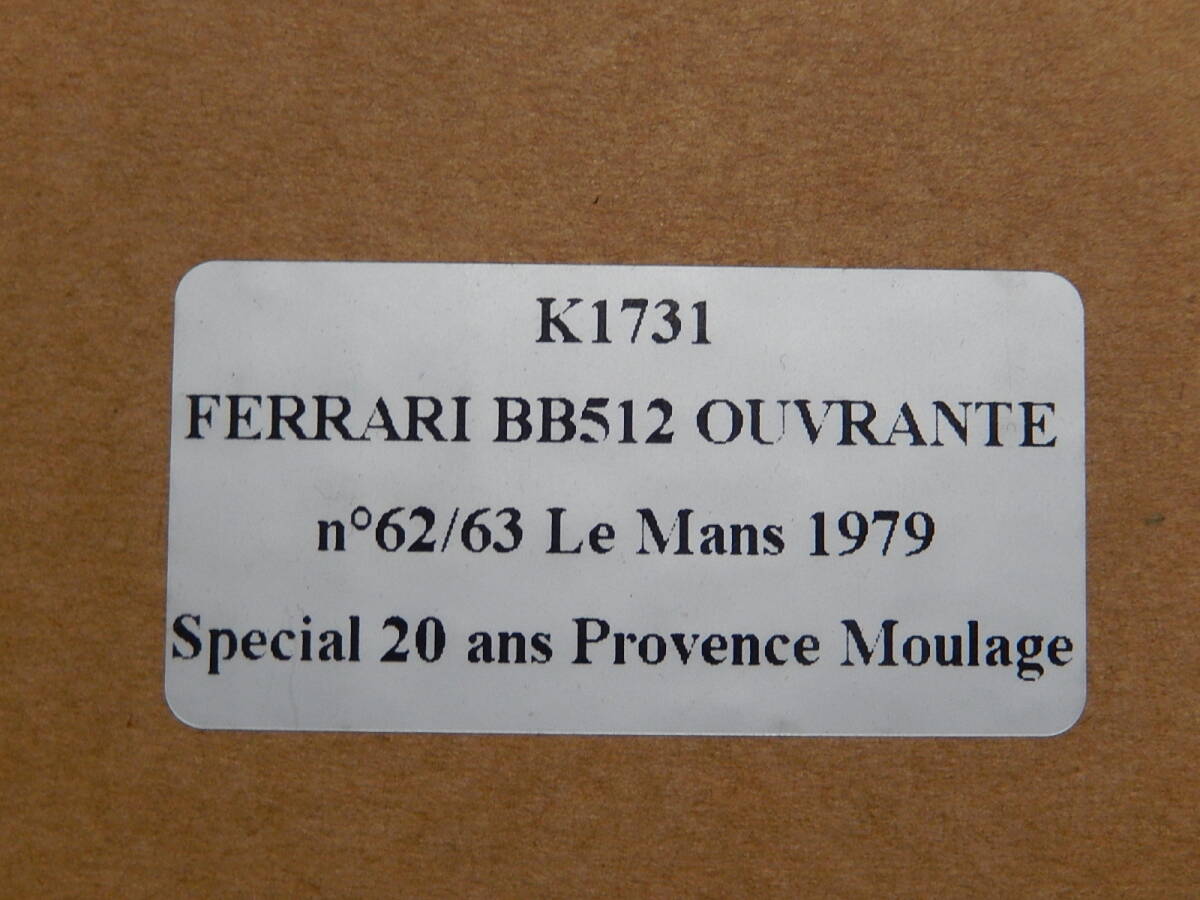 K1731
FERRARI BB512 OUVRANTE
n°62/63 Le Mans 1979
Special 20 ans Provence Moulage